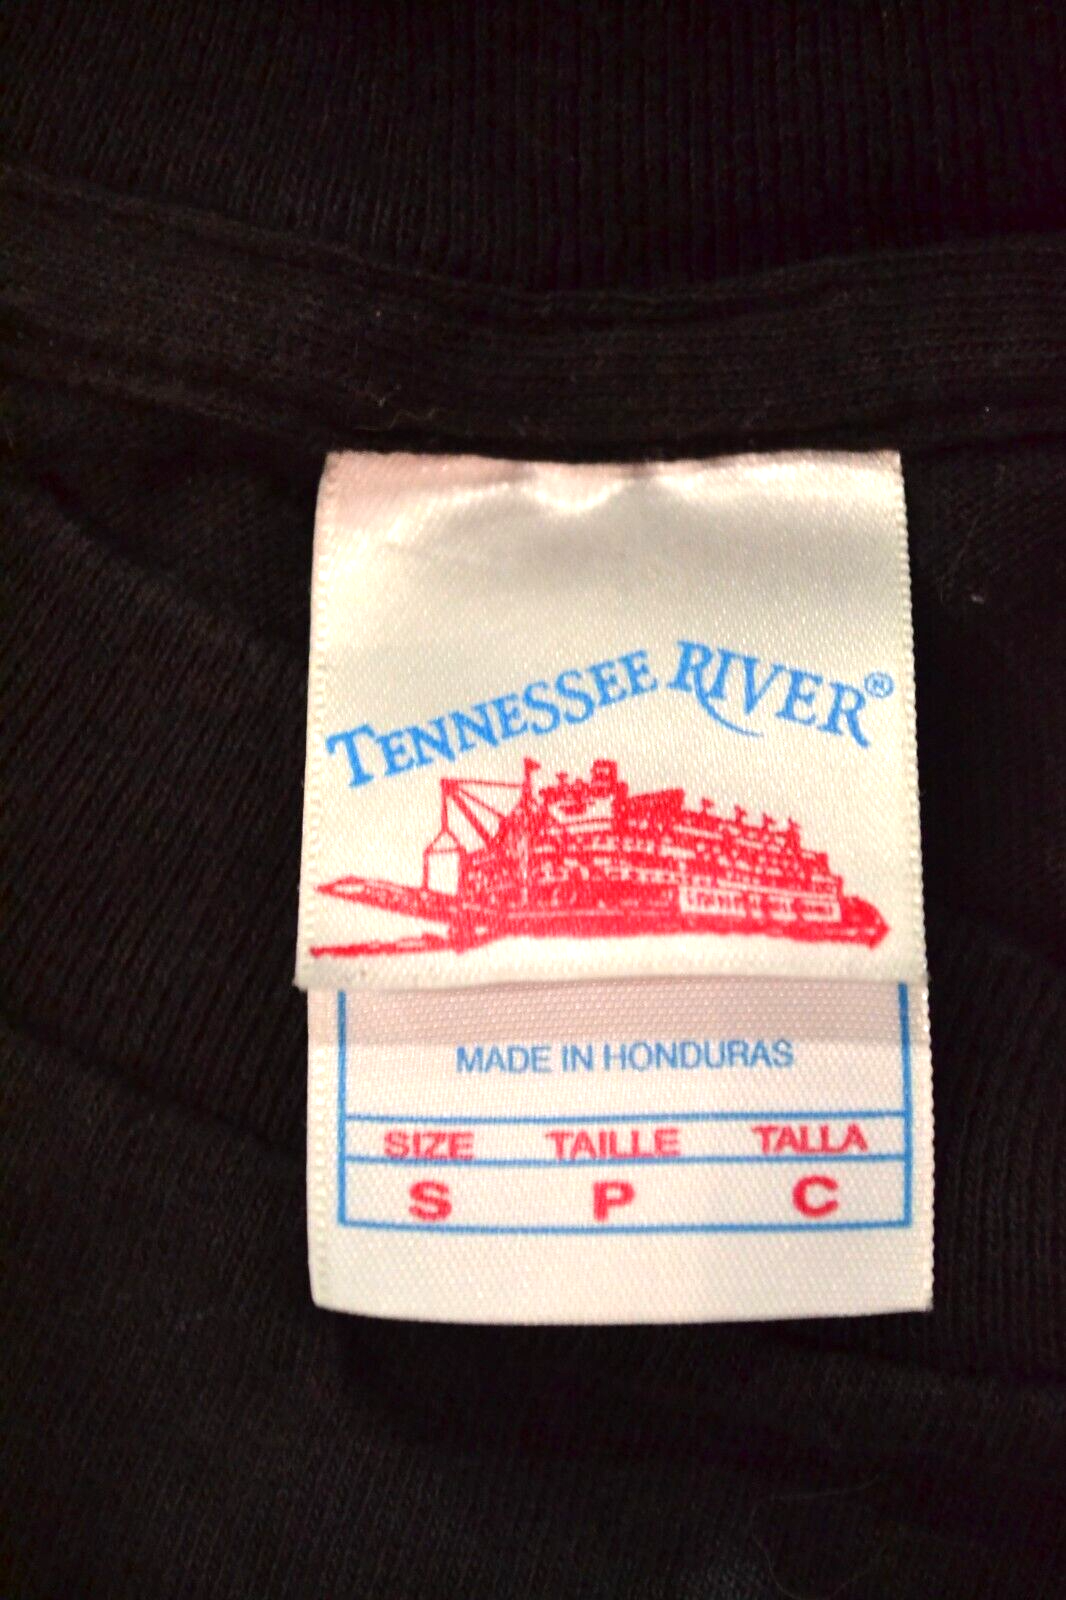 TENNESSEE RIVER®
MADE IN HONDURAS
SIZE TAILLE TALLA
S P C